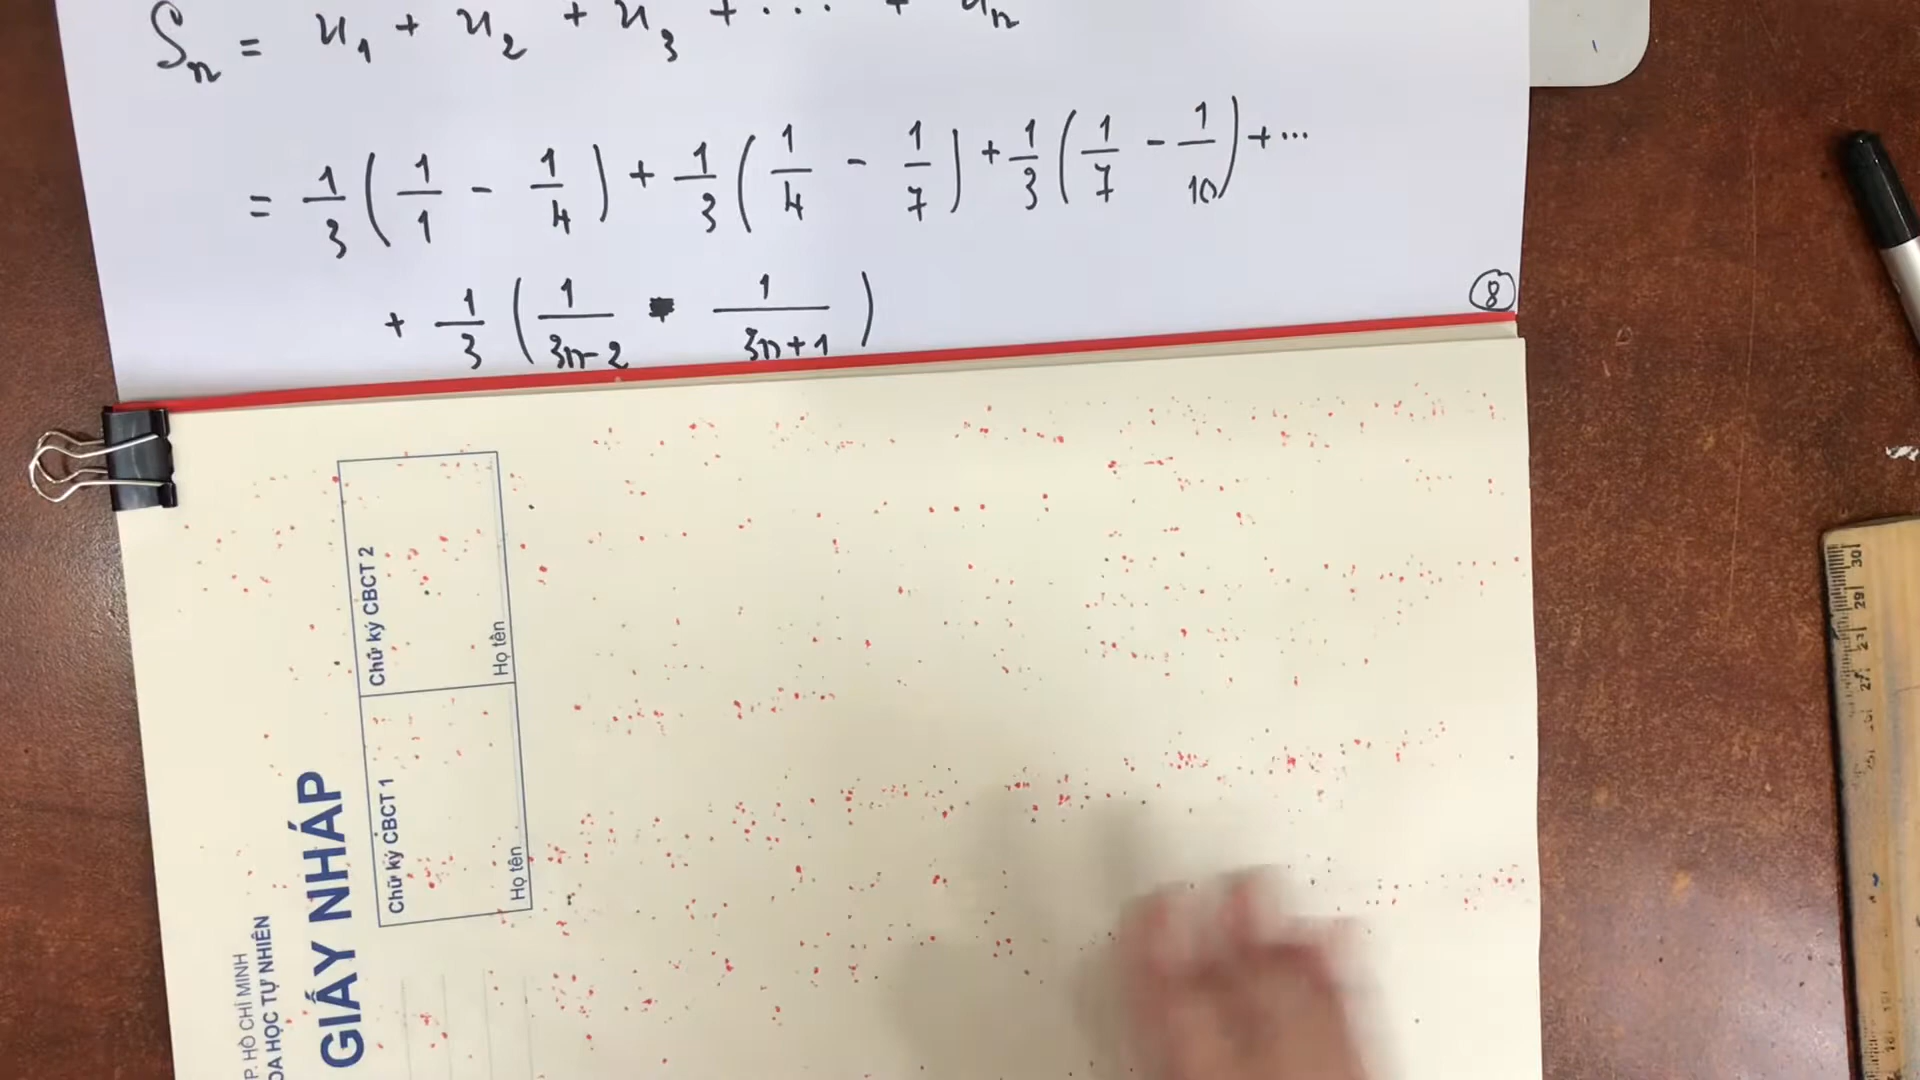 Sn = u1 + u2 + u3 + ... + un
= 1/3 (1/1 - 1/4) + 1/3 (1/4 - 1/7) + 1/3 (1/7 - 1/10) + ...
+ 1/3 (1/3n-2 - 1/3n+1)
8
Chữ ký CBCT 1
Họ tên
Chữ ký CBCT 2
Họ tên
P. HỒ CHÍ MINH
OA HỌC TỰ NHIÊN
GIẤY NHÁP
30
29